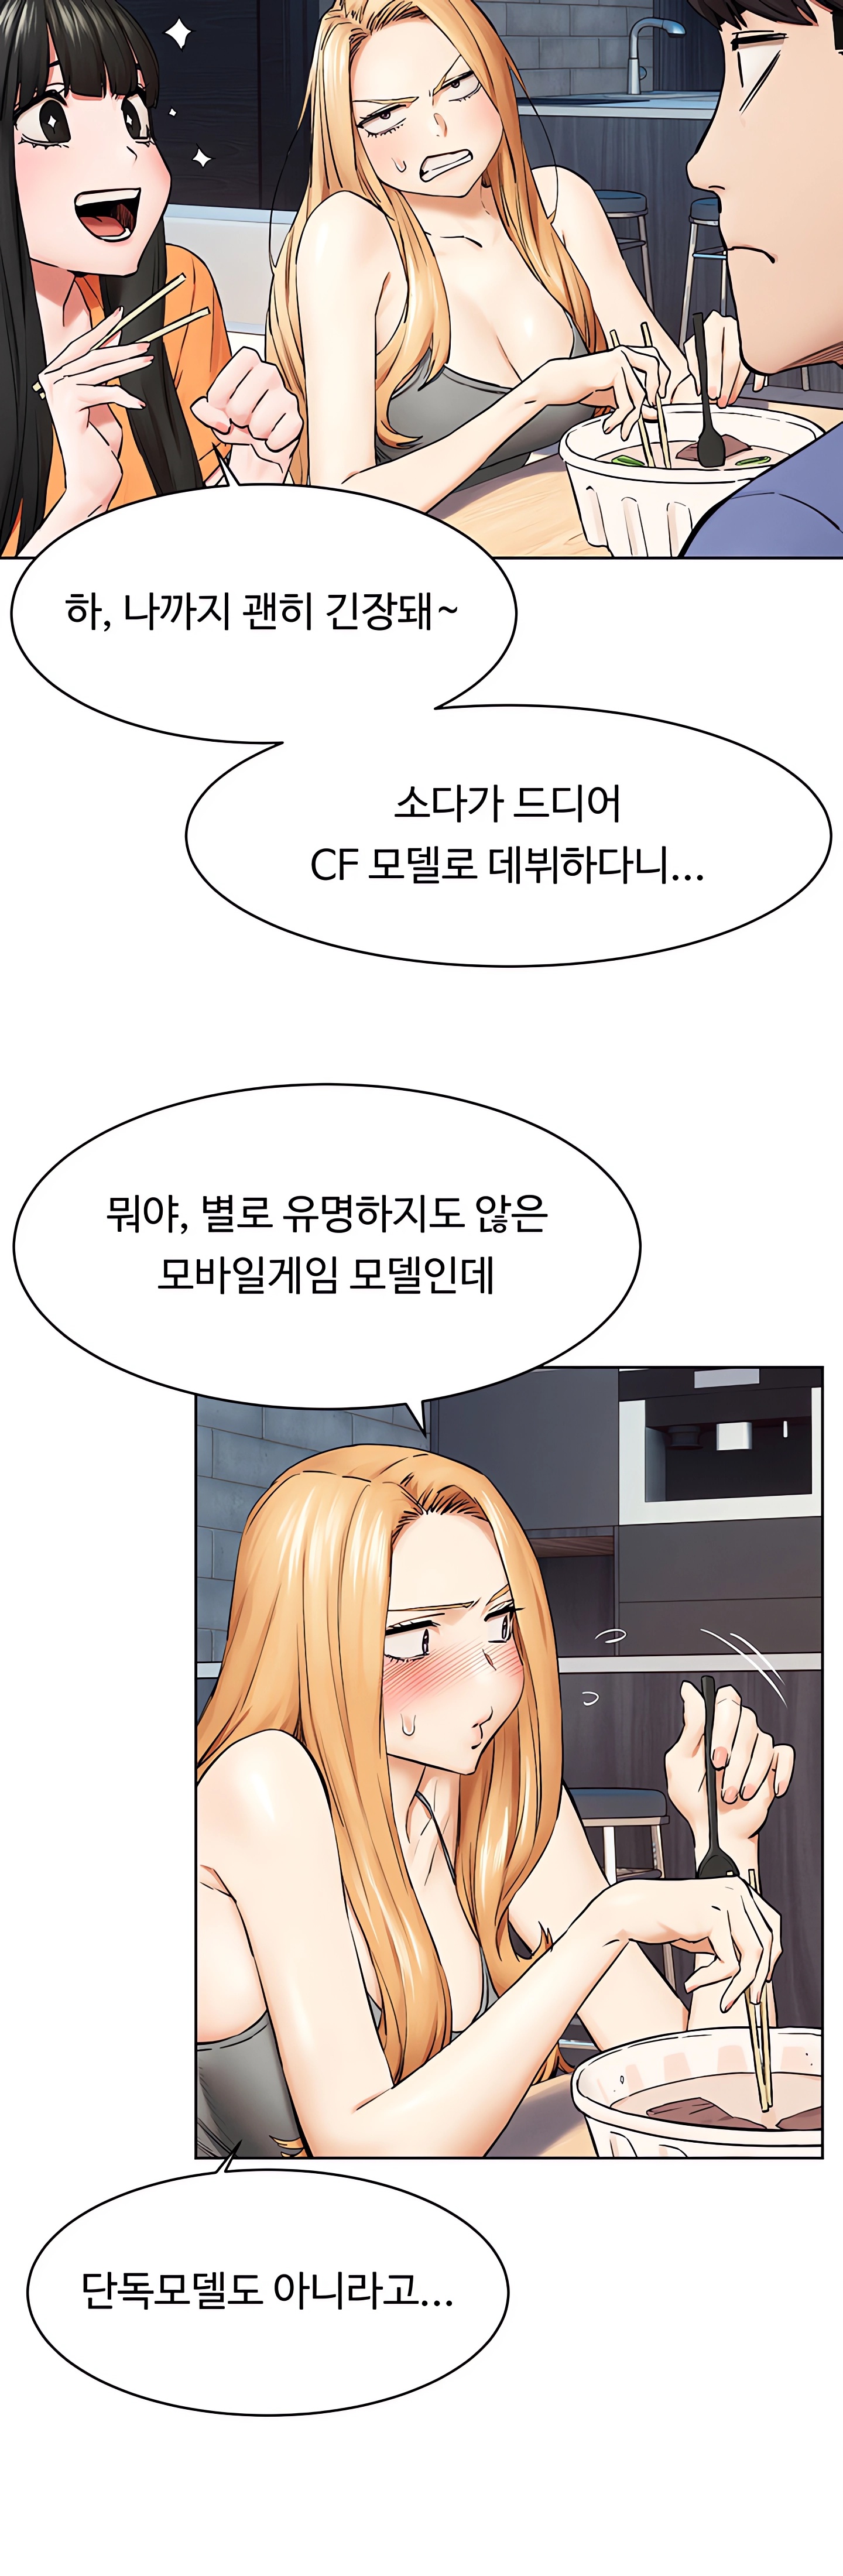 하, 나까지 괜히 긴장돼~
소다가 드디어
CF 모델로 데뷔하다니...
뭐야, 별로 유명하지도 않은
모바일게임 모델인데
단독모델도 아니라고...